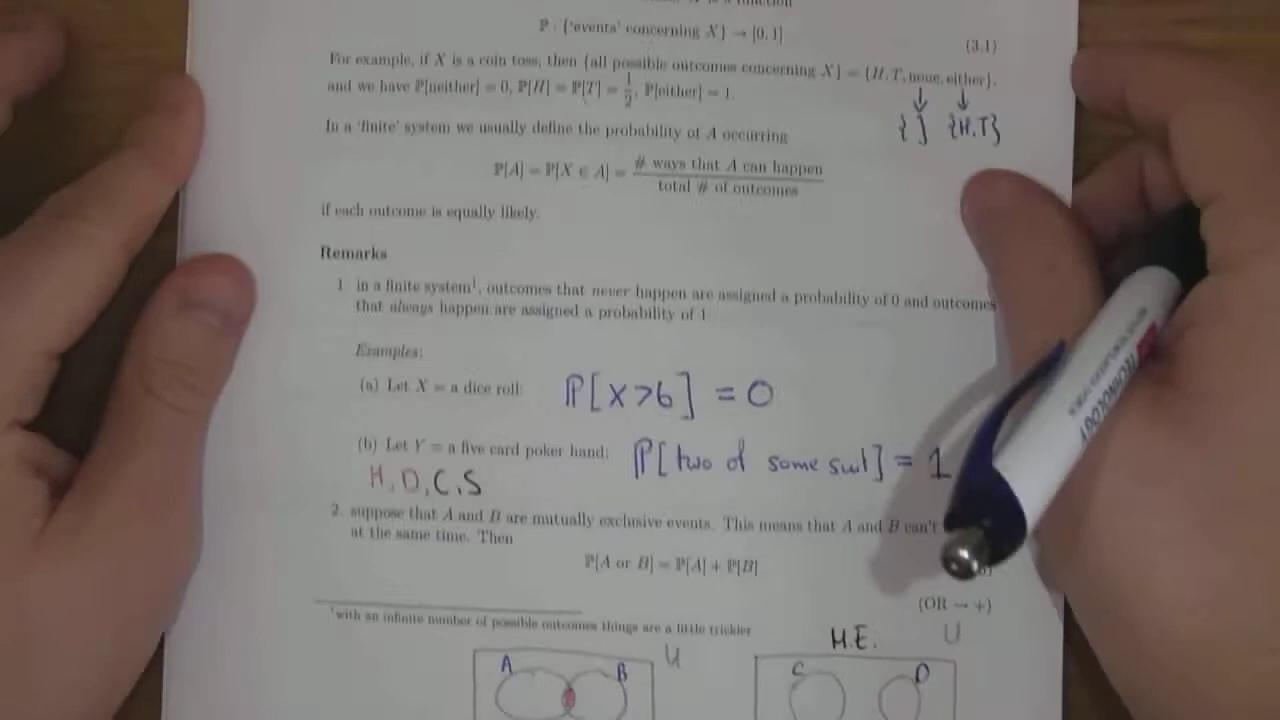 function
ℙ : {'events' concerning X} → [0, 1]
(3.1)
For example, if X is a coin toss, then {all possible outcomes concerning X} = {H, T, none, either},
and we have ℙ[neither] = 0, ℙ[H] = ℙ[T] = 1/2, ℙ[either] = 1.
↓ ↓
{ } {H,T}
In a 'finite' system we usually define the probability of A occurring
ℙ[A] = ℙ[X ∈ A] = # ways that A can happen / total # of outcomes
if each outcome is equally likely.
Remarks
1. in a finite system¹, outcomes that never happen are assigned a probability of 0 and outcomes
that always happen are assigned a probability of 1
Examples:
(a) Let X = a dice roll: ℙ[X>6] = 0
(b) Let Y = a five card poker hand: ℙ[two of some suit] = 1
H, D, C, S
2. suppose that A and B are mutually exclusive events. This means that A and B can't
at the same time. Then
ℙ[A or B] = ℙ[A] + ℙ[B]
(OR → +)
¹with an infinite number of possible outcomes things are a little trickier
M.E. U
A B U
C D
TECHNOLOGY